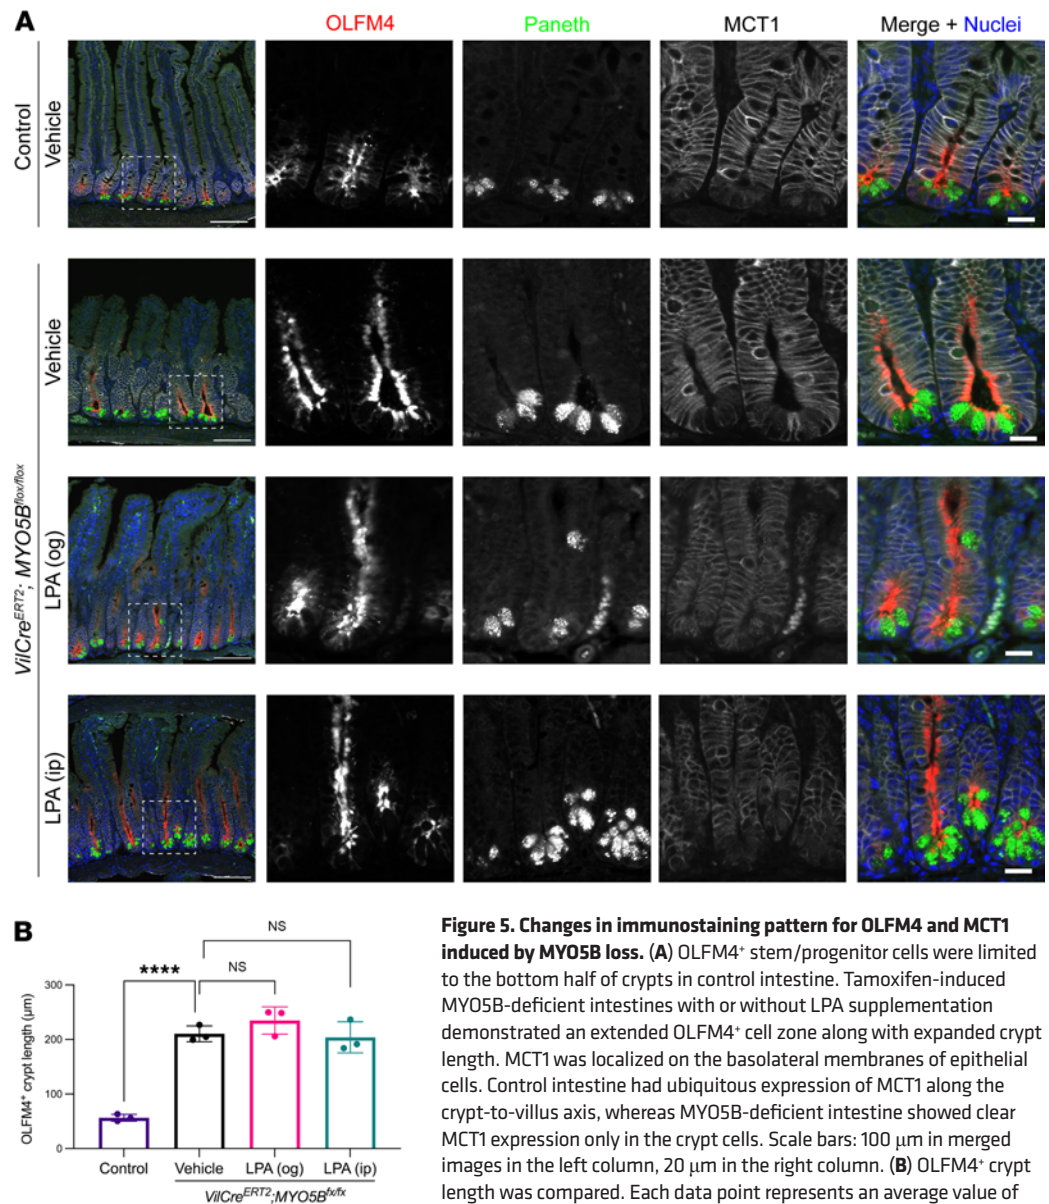 A
OLFM4
Paneth
MCT1
Merge + Nuclei
Control
Vehicle
VilCreERT2; MYO5Bflox/flox
Vehicle
LPA (og)
LPA (ip)
B
NS
NS
****
OLFM4+ crypt length (μm)
300
200
100
0
Control
Vehicle
LPA (og)
LPA (ip)
VilCreERT2;MYO5Bfx/fx
Figure 5. Changes in immunostaining pattern for OLFM4 and MCT1
induced by MYO5B loss. (A) OLFM4+ stem/progenitor cells were limited
to the bottom half of crypts in control intestine. Tamoxifen-induced
MYO5B-deficient intestines with or without LPA supplementation
demonstrated an extended OLFM4+ cell zone along with expanded crypt
length. MCT1 was localized on the basolateral membranes of epithelial
cells. Control intestine had ubiquitous expression of MCT1 along the
crypt-to-villus axis, whereas MYO5B-deficient intestine showed clear
MCT1 expression only in the crypt cells. Scale bars: 100 μm in merged
images in the left column, 20 μm in the right column. (B) OLFM4+ crypt
length was compared. Each data point represents an average value of